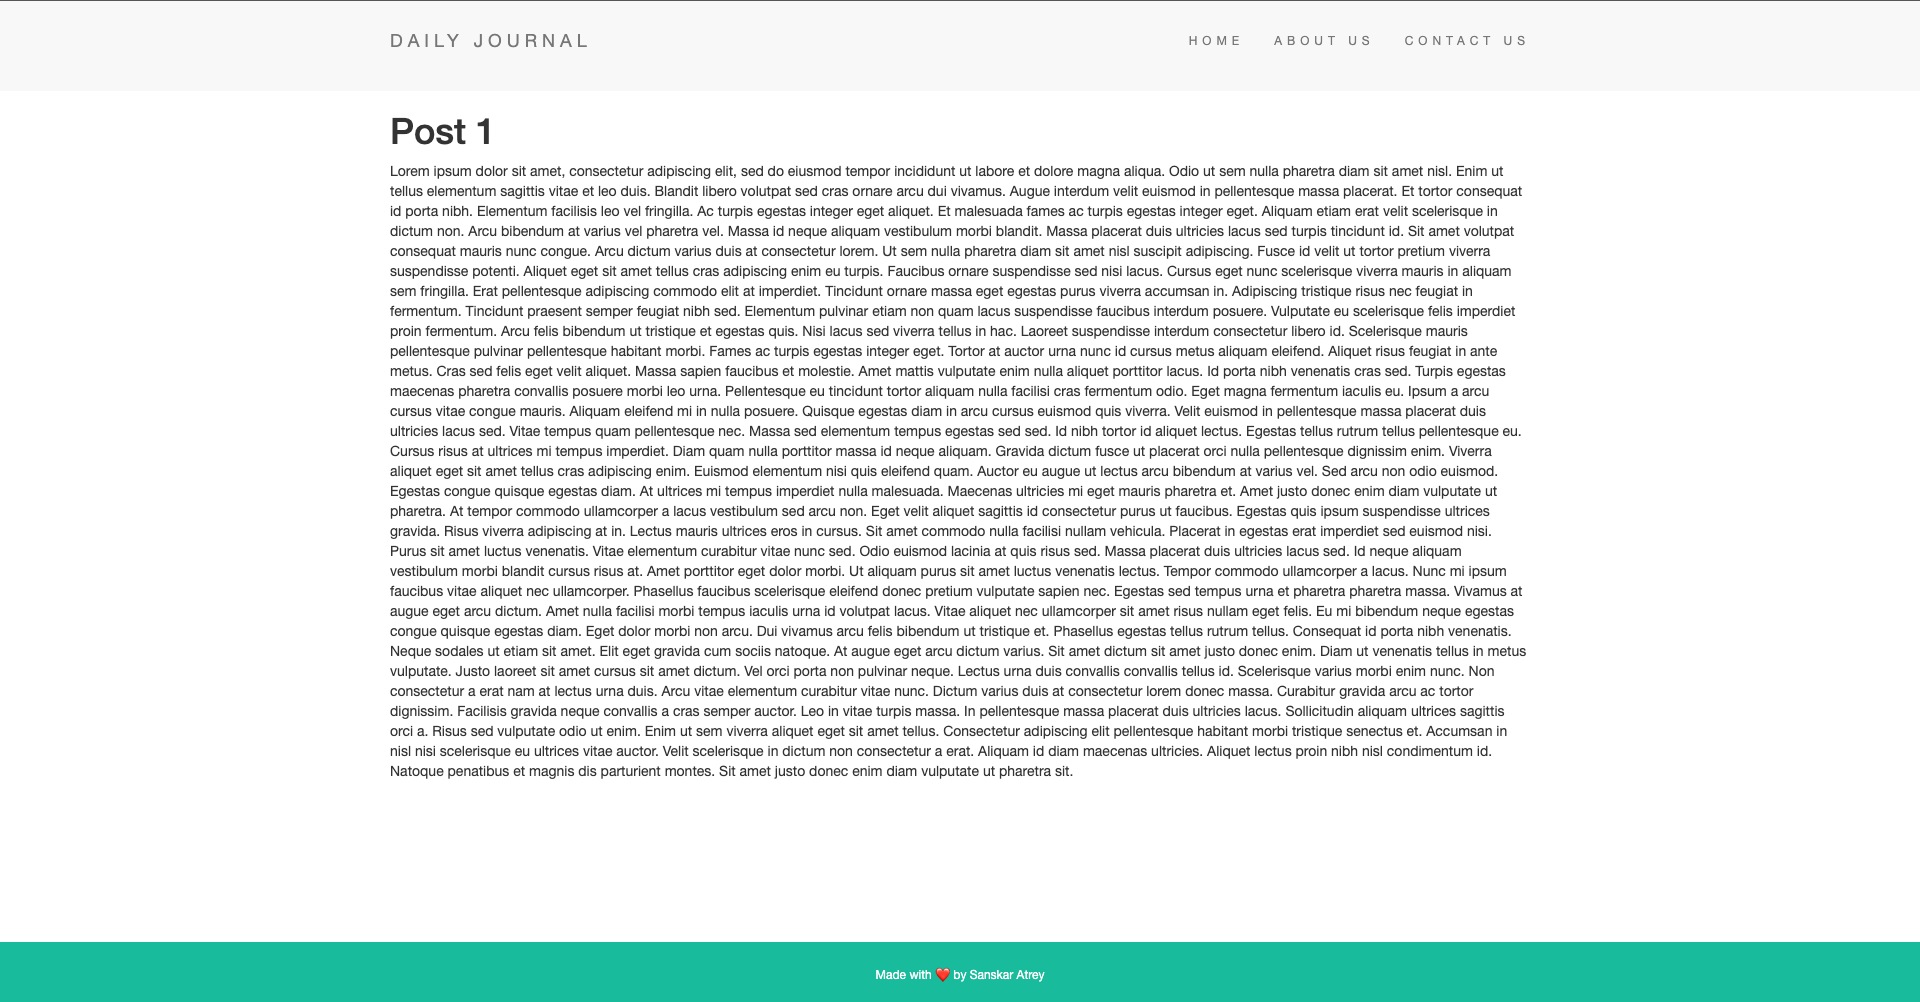 DAILY JOURNAL
HOME ABOUT US CONTACT US
Post 1
Lorem ipsum dolor sit amet, consectetur adipiscing elit, sed do eiusmod tempor incididunt ut labore et dolore magna aliqua. Odio ut sem nulla pharetra diam sit amet nisl. Enim ut
tellus elementum sagittis vitae et leo duis. Blandit libero volutpat sed cras ornare arcu dui vivamus. Augue interdum velit euismod in pellentesque massa placerat. Et tortor consequat
id porta nibh. Elementum facilisis leo vel fringilla. Ac turpis egestas integer eget aliquet. Et malesuada fames ac turpis egestas integer eget. Aliquam etiam erat velit scelerisque in
dictum non. Arcu bibendum at varius vel pharetra vel. Massa id neque aliquam vestibulum morbi blandit. Massa placerat duis ultricies lacus sed turpis tincidunt id. Sit amet volutpat
consequat mauris nunc congue. Arcu dictum varius duis at consectetur lorem. Ut sem nulla pharetra diam sit amet nisl suscipit adipiscing. Fusce id velit ut tortor pretium viverra
suspendisse potenti. Aliquet eget sit amet tellus cras adipiscing enim eu turpis. Faucibus ornare suspendisse sed nisi lacus. Cursus eget nunc scelerisque viverra mauris in aliquam
sem fringilla. Erat pellentesque adipiscing commodo elit at imperdiet. Tincidunt ornare massa eget egestas purus viverra accumsan in. Adipiscing tristique risus nec feugiat in
fermentum. Tincidunt praesent semper feugiat nibh sed. Elementum pulvinar etiam non quam lacus suspendisse faucibus interdum posuere. Vulputate eu scelerisque felis imperdiet
proin fermentum. Arcu felis bibendum ut tristique et egestas quis. Nisi lacus sed viverra tellus in hac. Laoreet suspendisse interdum consectetur libero id. Scelerisque mauris
pellentesque pulvinar pellentesque habitant morbi. Fames ac turpis egestas integer eget. Tortor at auctor urna nunc id cursus metus aliquam eleifend. Aliquet risus feugiat in ante
metus. Cras sed felis eget velit aliquet. Massa sapien faucibus et molestie. Amet mattis vulputate enim nulla aliquet porttitor lacus. Id porta nibh venenatis cras sed. Turpis egestas
maecenas pharetra convallis posuere morbi leo urna. Pellentesque eu tincidunt tortor aliquam nulla facilisi cras fermentum odio. Eget magna fermentum iaculis eu. Ipsum a arcu
cursus vitae congue mauris. Aliquam eleifend mi in nulla posuere. Quisque egestas diam in arcu cursus euismod quis viverra. Velit euismod in pellentesque massa placerat duis
ultricies lacus sed. Vitae tempus quam pellentesque nec. Massa sed elementum tempus egestas sed sed. Id nibh tortor id aliquet lectus. Egestas tellus rutrum tellus pellentesque eu.
Cursus risus at ultrices mi tempus imperdiet. Diam quam nulla porttitor massa id neque aliquam. Gravida dictum fusce ut placerat orci nulla pellentesque dignissim enim. Viverra
aliquet eget sit amet tellus cras adipiscing enim. Euismod elementum nisi quis eleifend quam. Auctor eu augue ut lectus arcu bibendum at varius vel. Sed arcu non odio euismod.
Egestas congue quisque egestas diam. At ultrices mi tempus imperdiet nulla malesuada. Maecenas ultricies mi eget mauris pharetra et. Amet justo donec enim diam vulputate ut
pharetra. At tempor commodo ullamcorper a lacus vestibulum sed arcu non. Eget velit aliquet sagittis id consectetur purus ut faucibus. Egestas quis ipsum suspendisse ultrices
gravida. Risus viverra adipiscing at in. Lectus mauris ultrices eros in cursus. Sit amet commodo nulla facilisi nullam vehicula. Placerat in egestas erat imperdiet sed euismod nisi.
Purus sit amet luctus venenatis. Vitae elementum curabitur vitae nunc sed. Odio euismod lacinia at quis risus sed. Massa placerat duis ultricies lacus sed. Id neque aliquam
vestibulum morbi blandit cursus risus at. Amet porttitor eget dolor morbi. Ut aliquam purus sit amet luctus venenatis lectus. Tempor commodo ullamcorper a lacus. Nunc mi ipsum
faucibus vitae aliquet nec ullamcorper. Phasellus faucibus scelerisque eleifend donec pretium vulputate sapien nec. Egestas sed tempus urna et pharetra pharetra massa. Vivamus at
augue eget arcu dictum. Amet nulla facilisi morbi tempus iaculis urna id volutpat lacus. Vitae aliquet nec ullamcorper sit amet risus nullam eget felis. Eu mi bibendum neque egestas
congue quisque egestas diam. Eget dolor morbi non arcu. Dui vivamus arcu felis bibendum ut tristique et. Phasellus egestas tellus rutrum tellus. Consequat id porta nibh venenatis.
Neque sodales ut etiam sit amet. Elit eget gravida cum sociis natoque. At augue eget arcu dictum varius. Sit amet dictum sit amet justo donec enim. Diam ut venenatis tellus in metus
vulputate. Justo laoreet sit amet cursus sit amet dictum. Vel orci porta non pulvinar neque. Lectus urna duis convallis convallis tellus id. Scelerisque varius morbi enim nunc. Non
consectetur a erat nam at lectus urna duis. Arcu vitae elementum curabitur vitae nunc. Dictum varius duis at consectetur lorem donec massa. Curabitur gravida arcu ac tortor
dignissim. Facilisis gravida neque convallis a cras semper auctor. Leo in vitae turpis massa. In pellentesque massa placerat duis ultricies lacus. Sollicitudin aliquam ultrices sagittis
orci a. Risus sed vulputate odio ut enim. Enim ut sem viverra aliquet eget sit amet tellus. Consectetur adipiscing elit pellentesque habitant morbi tristique senectus et. Accumsan in
nisl nisi scelerisque eu ultrices vitae auctor. Velit scelerisque in dictum non consectetur a erat. Aliquam id diam maecenas ultricies. Aliquet lectus proin nibh nisl condimentum id.
Natoque penatibus et magnis dis parturient montes. Sit amet justo donec enim diam vulputate ut pharetra sit.
Made with ❤️ by Sanskar Atrey